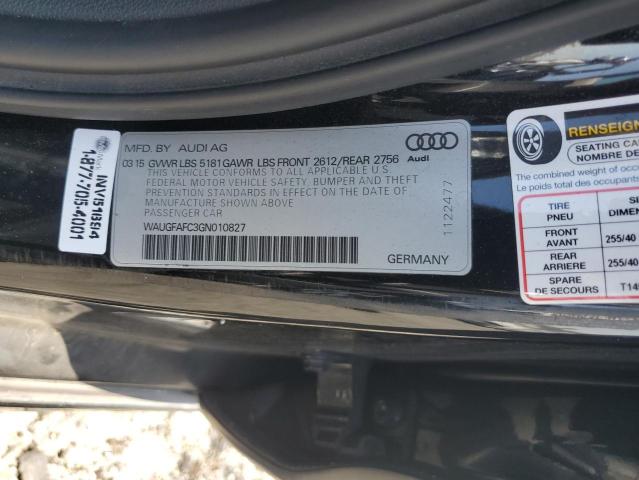 MFD. BY AUDI AG
03 15 GVWR LBS 5181 GAWR LBS FRONT 2612/REAR 2756
THIS VEHICLE CONFORMS TO ALL APPLICABLE U S
FEDERAL MOTOR VEHICLE SAFETY, BUMPER AND THEFT
PREVENTION STANDARDS IN EFFECT ON THE DATE OF
MANUFACTURE SHOWN ABOVE
PASSENGER CAR
WAUGFAFC3GN010827
GERMANY
Audi
1122477
1-877-705-4001
RENSEIGN
SEATING CA
NOMBRE DE
The combined weight of occ
Le poids total des occ
TIRE
PNEU
SI
DIMEN
FRONT
AVANT
255/40
REAR
ARRIERE
255/40
SPARE
DE SECOURS
T14